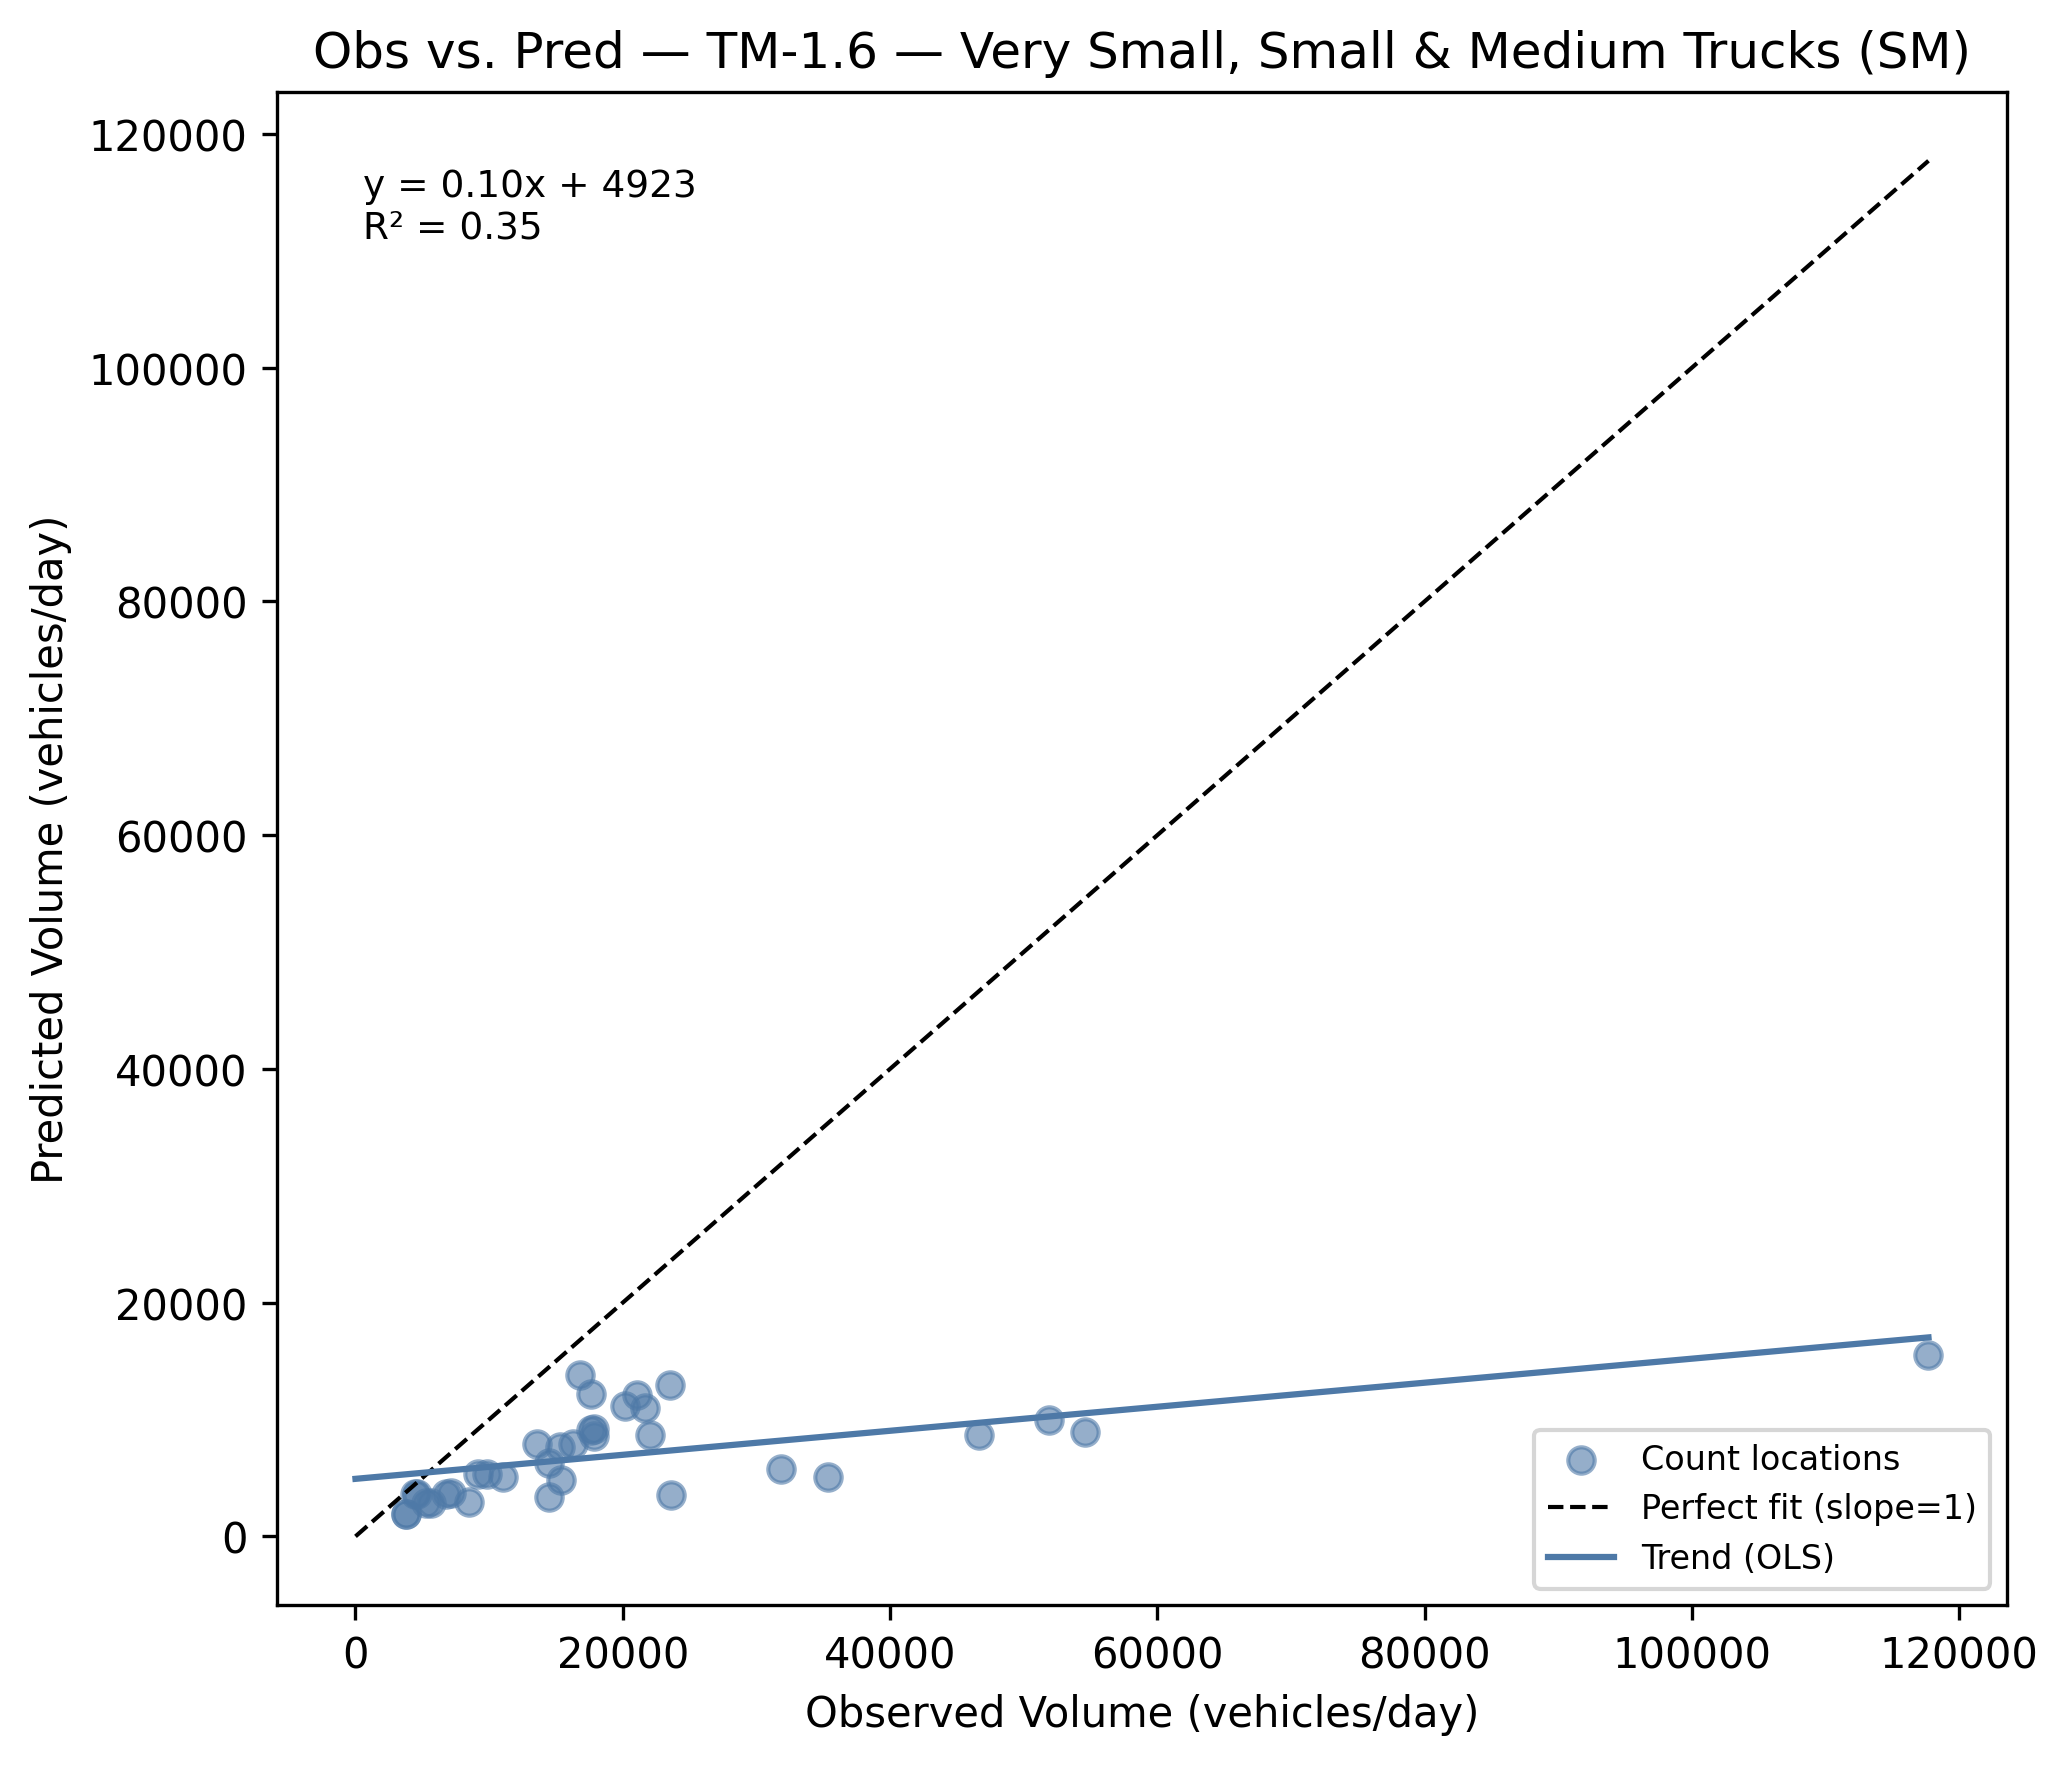 Obs vs. Pred — TM-1.6 — Very Small, Small & Medium Trucks (SM)
y = 0.10x + 4923
R² = 0.35
120000
100000
80000
60000
40000
20000
0
Predicted Volume (vehicles/day)
Count locations
Perfect fit (slope=1)
Trend (OLS)
0 20000 40000 60000 80000 100000 120000
Observed Volume (vehicles/day)